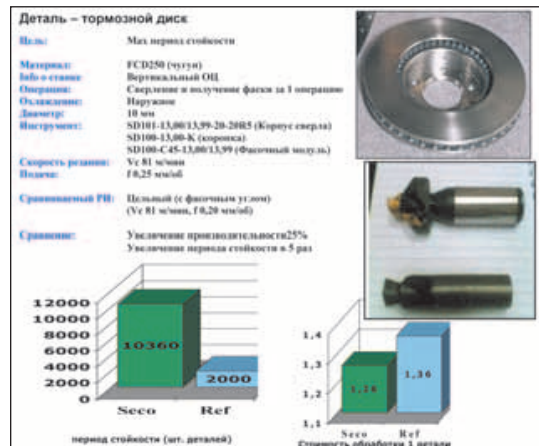 Деталь – тормозной диск
Цель: Max период стойкости
Материал: FCD250 (чугун)
Info о станке Вертикальный ОЦ
Операция: Сверление и получение фаски за 1 операцию
Охлаждение: Наружное
Диаметр: 10 мм
Инструмент: SD101-13,00/13,99-20-20R5 (Корпус сверла)
SD100-13,00-K (коронка)
SD100-C45-13,00/13,99 (Фасочный модуль)
Скорость резания: Vc 81 м/мин
Подача: f 0,25 мм/об
Сравниваемый РИ: Цельный (с фасочным углом)
(Vc 81 м/мин, f 0,20 мм/об)
Сравнение: Увеличение производительности25%
Увеличение периода стойкости в 5 раз
12000
10000
8000
6000
4000
2000
0
10360
2000
Seco Ref
период стойкости (шт. деталей)
1,4
1,3
1,2
1,1
1,28
1,36
Seco Ref
Стоимость обработки 1 детали